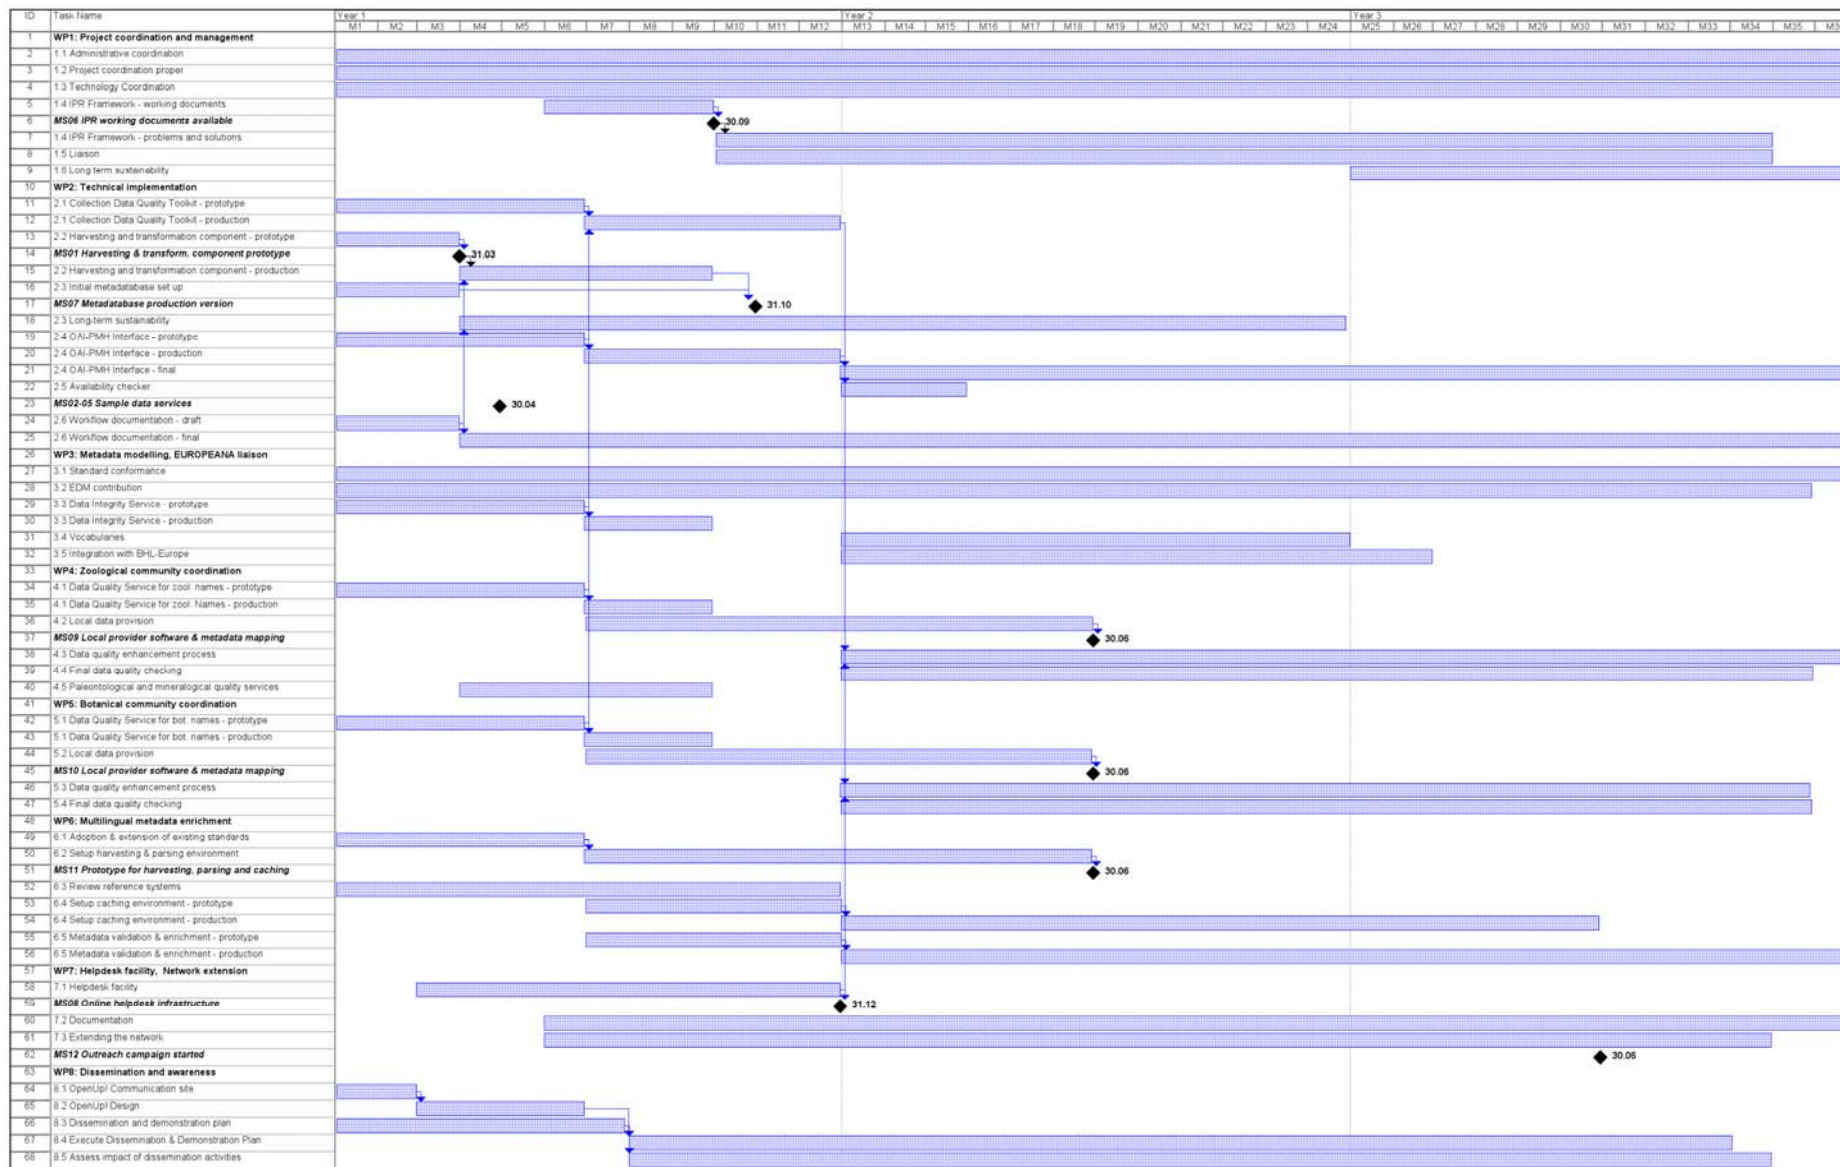 ID Task Name Year 1 Year 2 Year 3
M1 M2 M3 M4 M5 M6 M7 M8 M9 M10 M11 M12 M13 M14 M15 M16 M17 M18 M19 M20 M21 M22 M23 M24 M25 M26 M27 M28 M29 M30 M31 M32 M33 M34 M35
1 WP1: Project coordination and management
2 1.1 Administrative coordination
3 1.2 Project coordination proper
4 1.3 Technology Coordination
5 1.4 IPR Framework - working documents
6 MS06 IPR working documents available 30.09
7 1.4 IPR Framework - problems and solutions
8 1.5 Liaison
9 1.6 Long term sustainability
10 WP2: Technical implementation
11 2.1 Collection Data Quality Toolkit - prototype
12 2.1 Collection Data Quality Toolkit - production
13 2.2 Harvesting and transformation component - prototype
14 MS01 Harvesting & transform. component prototype 31.03
15 2.2 Harvesting and transformation component - production
16 2.3 Initial metadatabase set up
17 MS07 Metadatabase production version 31.10
18 2.3 Long-term sustainability
19 2.4 OAI-PMH Interface - prototype
20 2.4 OAI-PMH Interface - production
21 2.4 OAI-PMH Interface - final
22 2.5 Availability checker
23 MS02-05 Sample data services 30.04
24 2.6 Workflow documentation - draft
25 2.6 Workflow documentation - final
26 WP3: Metadata modelling, EUROPEANA liaison
27 3.1 Standard conformance
28 3.2 EDM contribution
29 3.3 Data Integrity Service - prototype
30 3.3 Data Integrity Service - production
31 3.4 Vocabularies
32 3.5 Integration with BHL-Europe
33 WP4: Zoological community coordination
34 4.1 Data Quality Service for zool. names - prototype
35 4.1 Data Quality Service for zool. Names - production
36 4.2 Local data provision
37 MS09 Local provider software & metadata mapping 30.06
38 4.3 Data quality enhancement process
39 4.4 Final data quality checking
40 4.5 Paleontological and mineralogical quality services
41 WP5: Botanical community coordination
42 5.1 Data Quality Service for bot. names - prototype
43 5.1 Data Quality Service for bot. names - production
44 5.2 Local data provision
45 MS10 Local provider software & metadata mapping 30.06
46 5.3 Data quality enhancement process
47 5.4 Final data quality checking
48 WP6: Multilingual metadata enrichment
49 6.1 Adoption & extension of existing standards
50 6.2 Setup harvesting & parsing environment
51 MS11 Prototype for harvesting, parsing and caching 30.06
52 6.3 Review reference systems
53 6.4 Setup caching environment - prototype
54 6.4 Setup caching environment - production
55 6.5 Metadata validation & enrichment - prototype
56 6.5 Metadata validation & enrichment - production
57 WP7: Helpdesk facility, Network extension
58 7.1 Helpdesk facility
59 MS08 Online helpdesk infrastructure 31.12
60 7.2 Documentation
61 7.3 Extending the network
62 MS12 Outreach campaign started 30.06
63 WP8: Dissemination and awareness
64 8.1 OpenUp! Communication site
65 8.2 OpenUp! Design
66 8.3 Dissemination and demonstration plan
67 8.4 Execute Dissemination & Demonstration Plan
68 8.5 Assess impact of dissemination activities